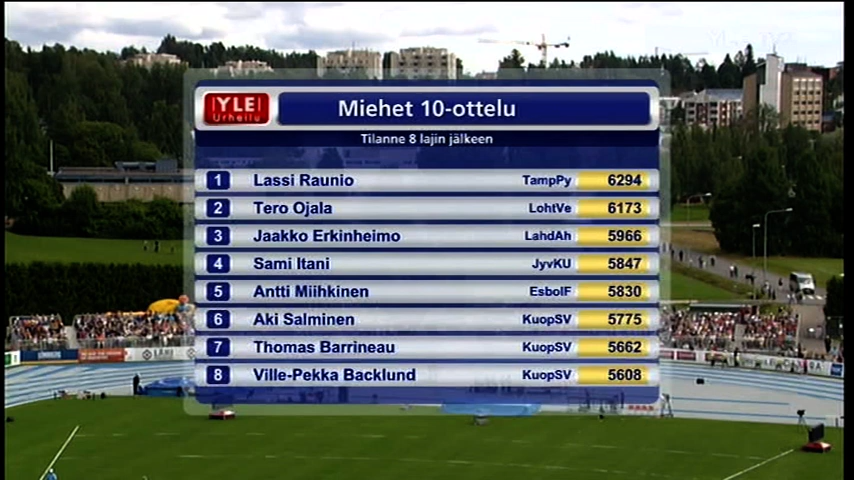 YLE
Urheilu
Miehet 10-ottelu
Tilanne 8 lajin jälkeen
1 Lassi Raunio TampPy 6294
2 Tero Ojala LohtVe 6173
3 Jaakko Erkinheimo LahdAh 5966
4 Sami Itani JyvKU 5847
5 Antti Miihkinen EsboIF 5830
6 Aki Salminen KuopSV 5775
7 Thomas Barrineau KuopSV 5662
8 Ville-Pekka Backlund KuopSV 5608